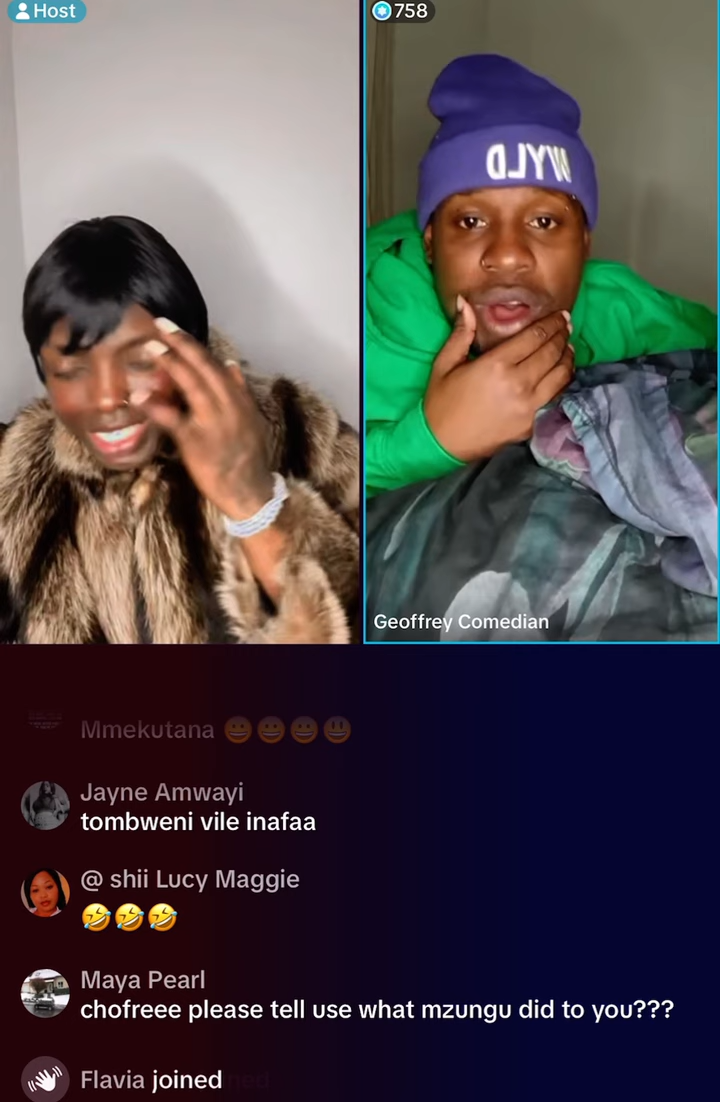 Host
758
WYLD
Geoffrey Comedian
Mmekutana 😀😀😀😃
Jayne Amwayi
tombweni vile inafaa
@ shii Lucy Maggie
🤣🤣🤣
Maya Pearl
chofreee please tell use what mzungu did to you???
Flavia joined